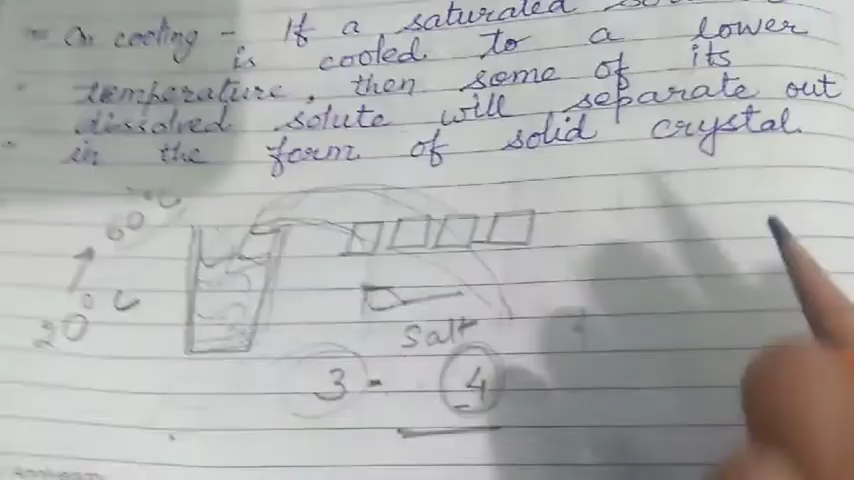 On cooling - If a saturated
is cooled to a lower
temperature, then some of its
dissolved solute will separate out
in the form of solid crystal.
60°C
20°C
Salt
3 - 4